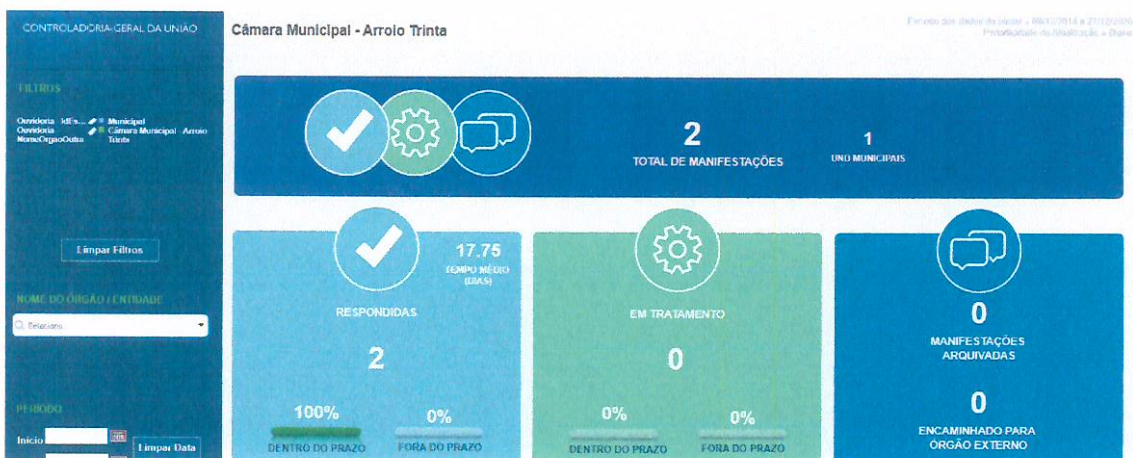 CONTROLADORIA-GERAL DA UNIÃO
Câmara Municipal - Arroio Trinta
FILTROS
Ouvidoria
Municipal
Ouvidoria
Câmara Municipal - Arroio
NomeOrgaoOutra
Trinta
Limpar Filtros
NOME DO ÓRGÃO / ENTIDADE
PERÍODO
Início
Limpar Data
2
TOTAL DE MANIFESTAÇÕES
1
MUNICIPAIS
17.75
TEMPO MÉDIO
(DIAS)
RESPONDIDAS
2
100%
DENTRO DO PRAZO
0%
FORA DO PRAZO
EM TRATAMENTO
0
0%
DENTRO DO PRAZO
0%
FORA DO PRAZO
0
MANIFESTAÇÕES
ARQUIVADAS
0
ENCAMINHADO PARA
ÓRGÃO EXTERNO